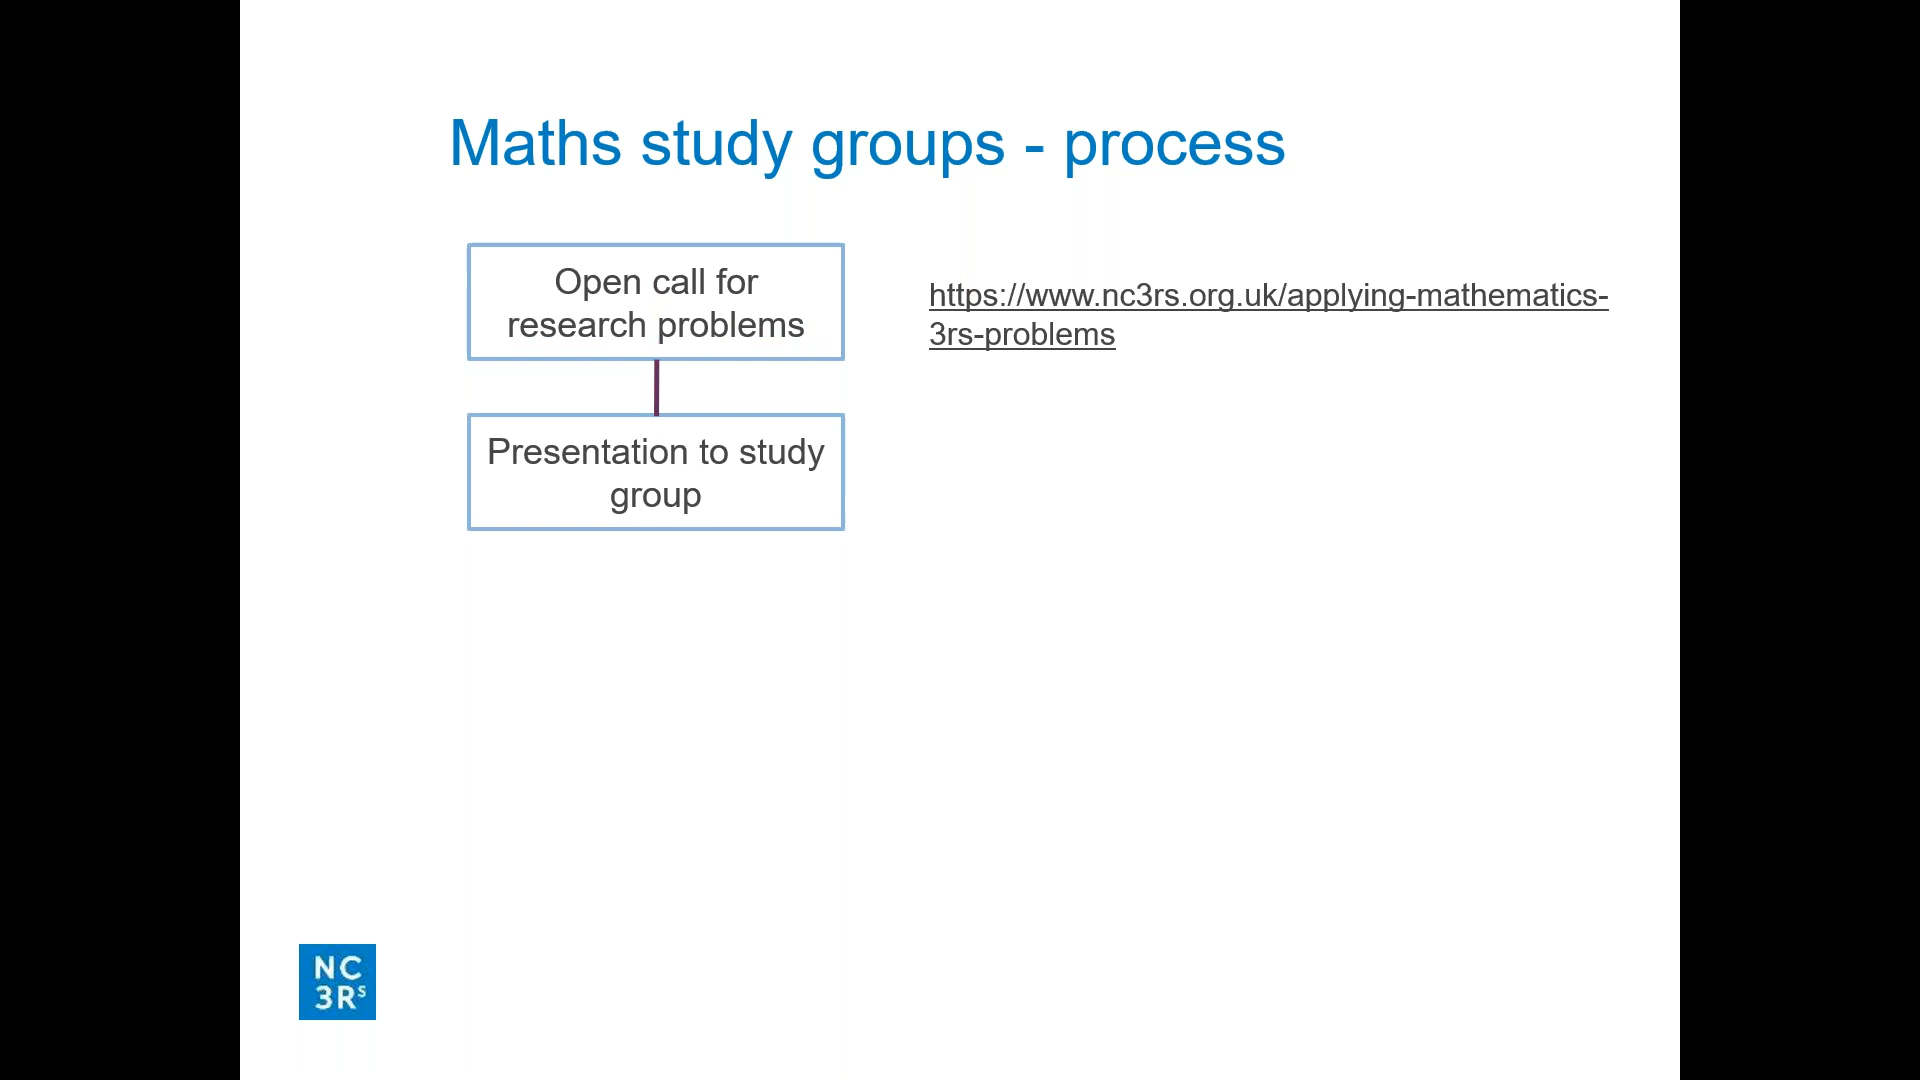 Maths study groups - process
Open call for
research problems
https://www.nc3rs.org.uk/applying-mathematics-
3rs-problems
Presentation to study
group
NC
3Rs